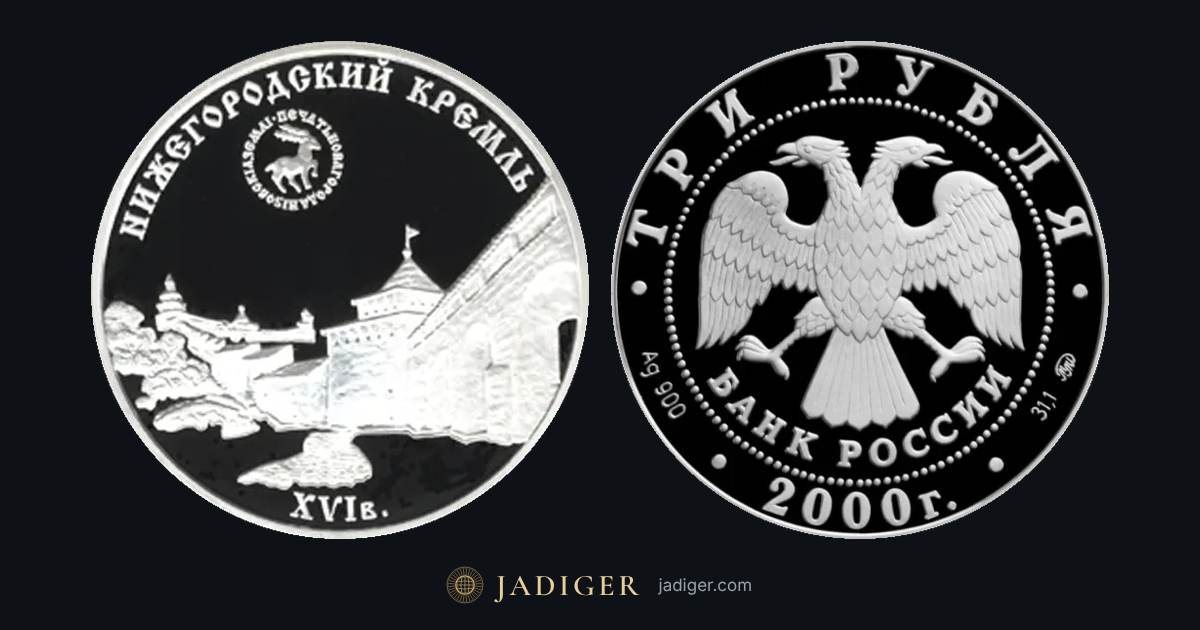 НИЖЕГОРОДСКИЙ КРЕМЛЬ
XVIв.
ТРИ РУБЛЯ
Ag 900
31,1
БАНК РОССИИ
2000г.
JADIGER
jadiger.com